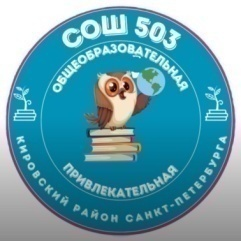 СОШ 503
ОБЩЕОБРАЗОВАТЕЛЬНАЯ
ПРИВЛЕКАТЕЛЬНАЯ
КИРОВСКИЙ РАЙОН САНКТ-ПЕТЕРБУРГА